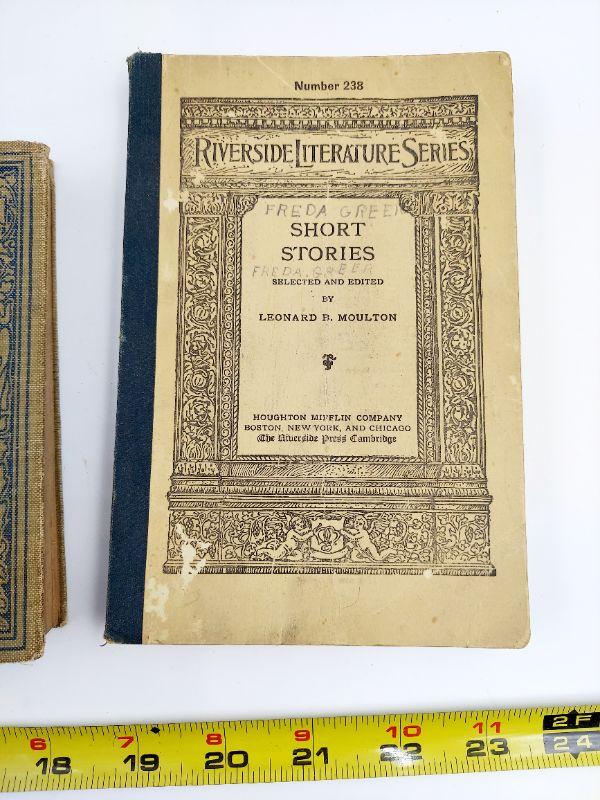 Number 238
RIVERSIDE LITERATURE SERIES
FREDA GREEN
SHORT
STORIES
FREDA GREER
SELECTED AND EDITED
BY
LEONARD B. MOULTON
HOUGHTON MIFFLIN COMPANY
BOSTON, NEW YORK, AND CHICAGO
The Riverside Press Cambridge
6 7 8 9 10 11 2F
18 19 20 21 22 23 24